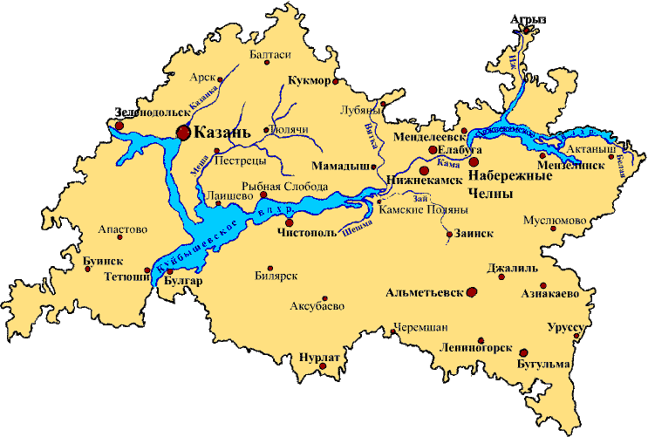 Агрыз
Иж
Балтаси
Арск
Кукмор
Казанка
Лубяны
Зеленодольск
Казань
Тюлячи
Вятка
Менделеевск
Нижнекамское вдхр.
Елабуга
Актаныш
Пестрецы
Меша
Мамадыш
Кама
Мензелинск
Белая
Набережные
Челны
Нижнекамск
Рыбная Слобода
Лаишево
Зай
Камские Поляны
Куйбышевское вдхр.
Чистополь
Шешма
Муслюмово
Апастово
Заинск
Буинск
Тетюши
Булгар
Билярск
Джалиль
Альметьевск
Азнакаево
Аксубаево
Черемшан
Уруссу
Лениногорск
Нурлат
Бугульма